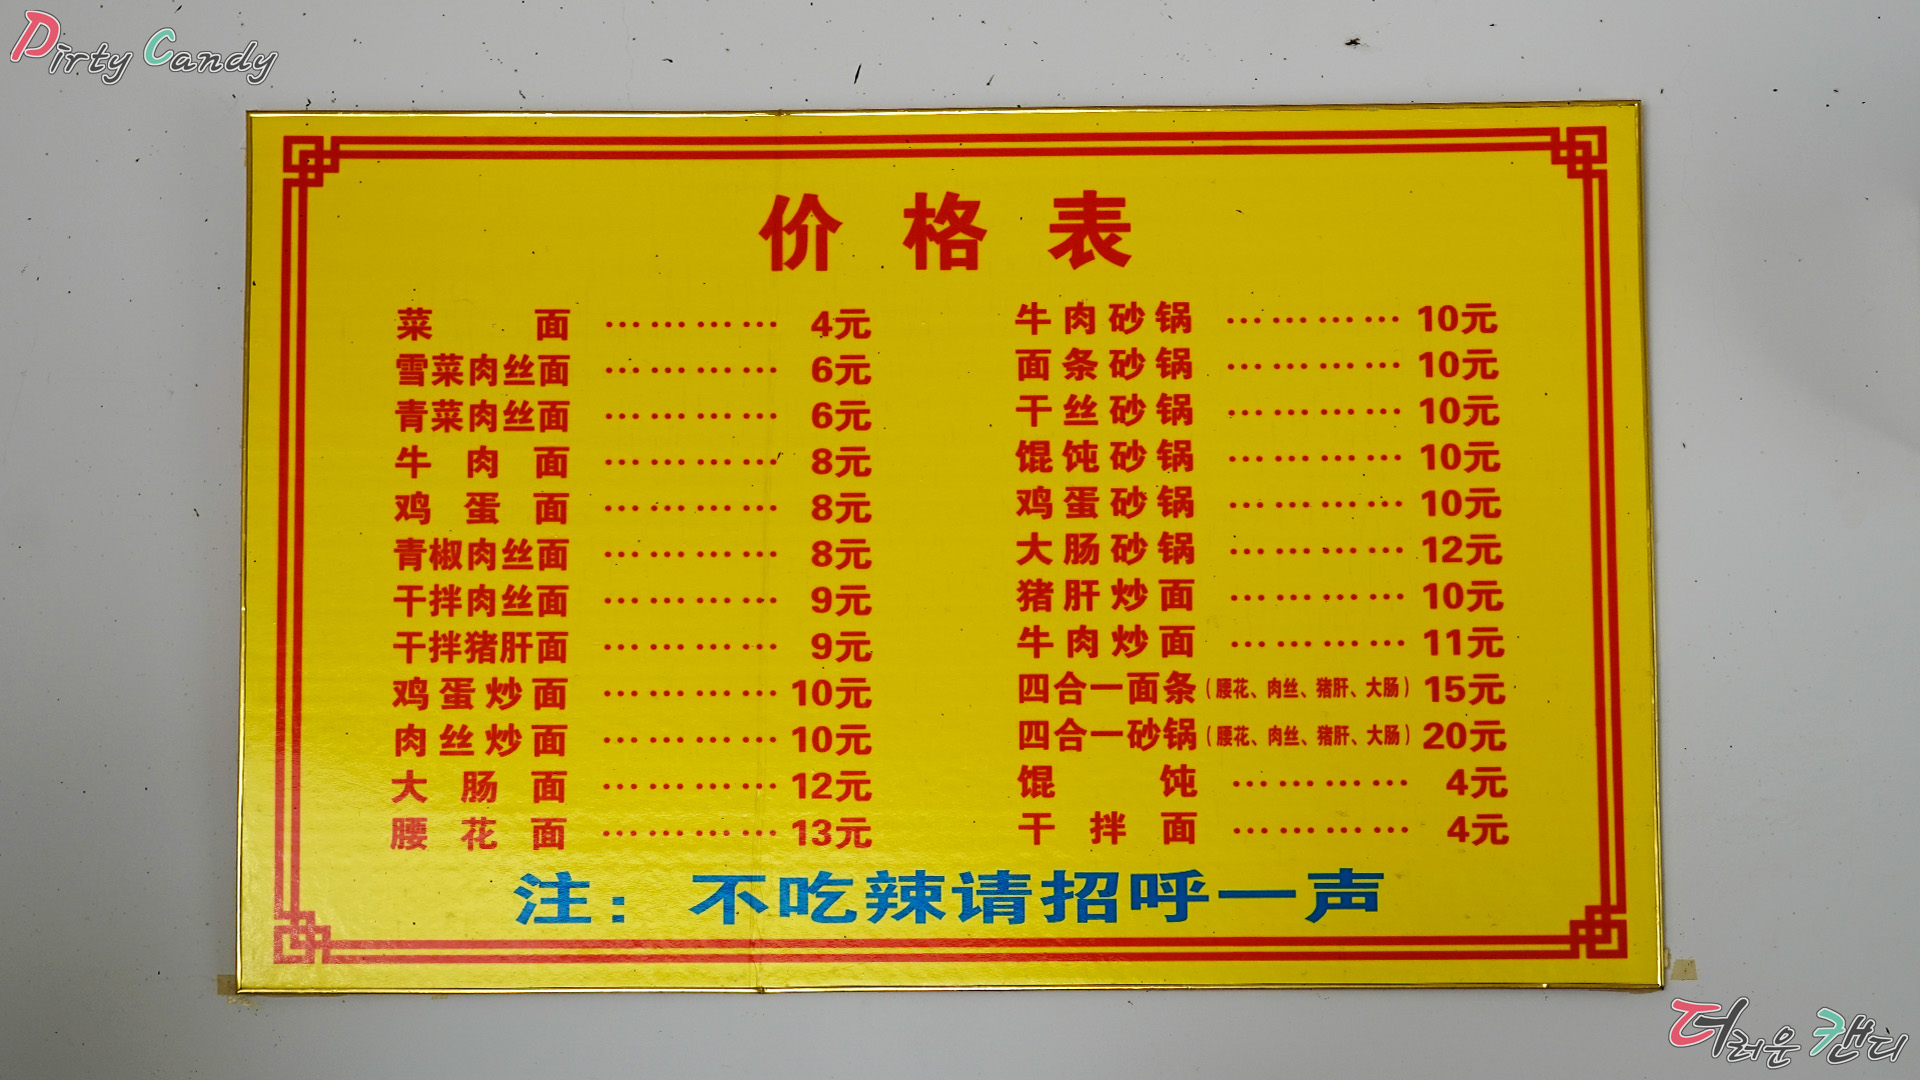 Dirty Candy
价格表
菜面 ………… 4元
雪菜肉丝面 ………… 6元
青菜肉丝面 ………… 6元
牛肉面 ………… 8元
鸡蛋面 ………… 8元
青椒肉丝面 ………… 8元
干拌肉丝面 ………… 9元
干拌猪肝面 ………… 9元
鸡蛋炒面 ………… 10元
肉丝炒面 ………… 10元
大肠面 ………… 12元
腰花面 ………… 13元
牛肉砂锅 ………… 10元
面条砂锅 ………… 10元
干丝砂锅 ………… 10元
馄饨砂锅 ………… 10元
鸡蛋砂锅 ………… 10元
大肠砂锅 ………… 12元
猪肝炒面 ………… 10元
牛肉炒面 ………… 11元
四合一面条(腰花、肉丝、猪肝、大肠) 15元
四合一砂锅(腰花、肉丝、猪肝、大肠) 20元
馄饨 ………… 4元
干拌面 ………… 4元
注：不吃辣请招呼一声
더러운 캔디